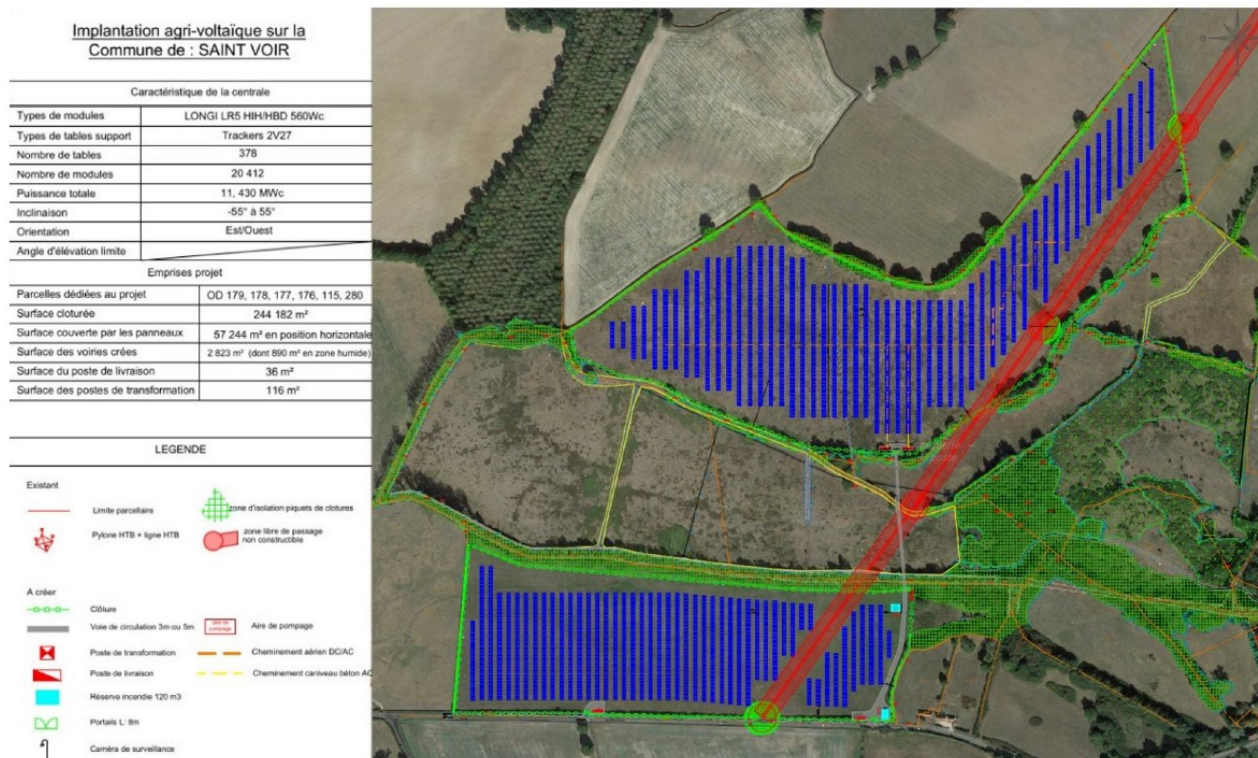 Implantation agri-voltaïque sur la
Commune de : SAINT VOIR
Caractéristique de la centrale
Types de modules LONGI LR5 HIH/HBD 560Wc
Types de tables support Trackers 2V27
Nombre de tables 378
Nombre de modules 20 412
Puissance totale 11, 430 MWc
Inclinaison -55° à 55°
Orientation Est/Ouest
Angle d'élévation limite
Emprises projet
Parcelles dédiées au projet OD 179, 178, 177, 176, 115, 280
Surface cloturée 244 182 m²
Surface couverte par les panneaux 57 244 m² en position horizontale
Surface des voiries crées 2 823 m² (dont 890 m² en zone humide)
Surface du poste de livraison 36 m²
Surface des postes de transformation 116 m²
LEGENDE
Existant
Limite parcellaire
zone d'isolation piquets de clotures
Pylone HTB + ligne HTB
zone libre de passage
non constructible
A créer
Clôture
Voie de circulation 3m ou 5m
aire de
pompage
Aire de pompage
Poste de transformation
Cheminement aérien DC/AC
Poste de livraison
Cheminement caniveau béton AC
Réserve incendie 120 m3
Portails L: 8m
Caméra de surveillance